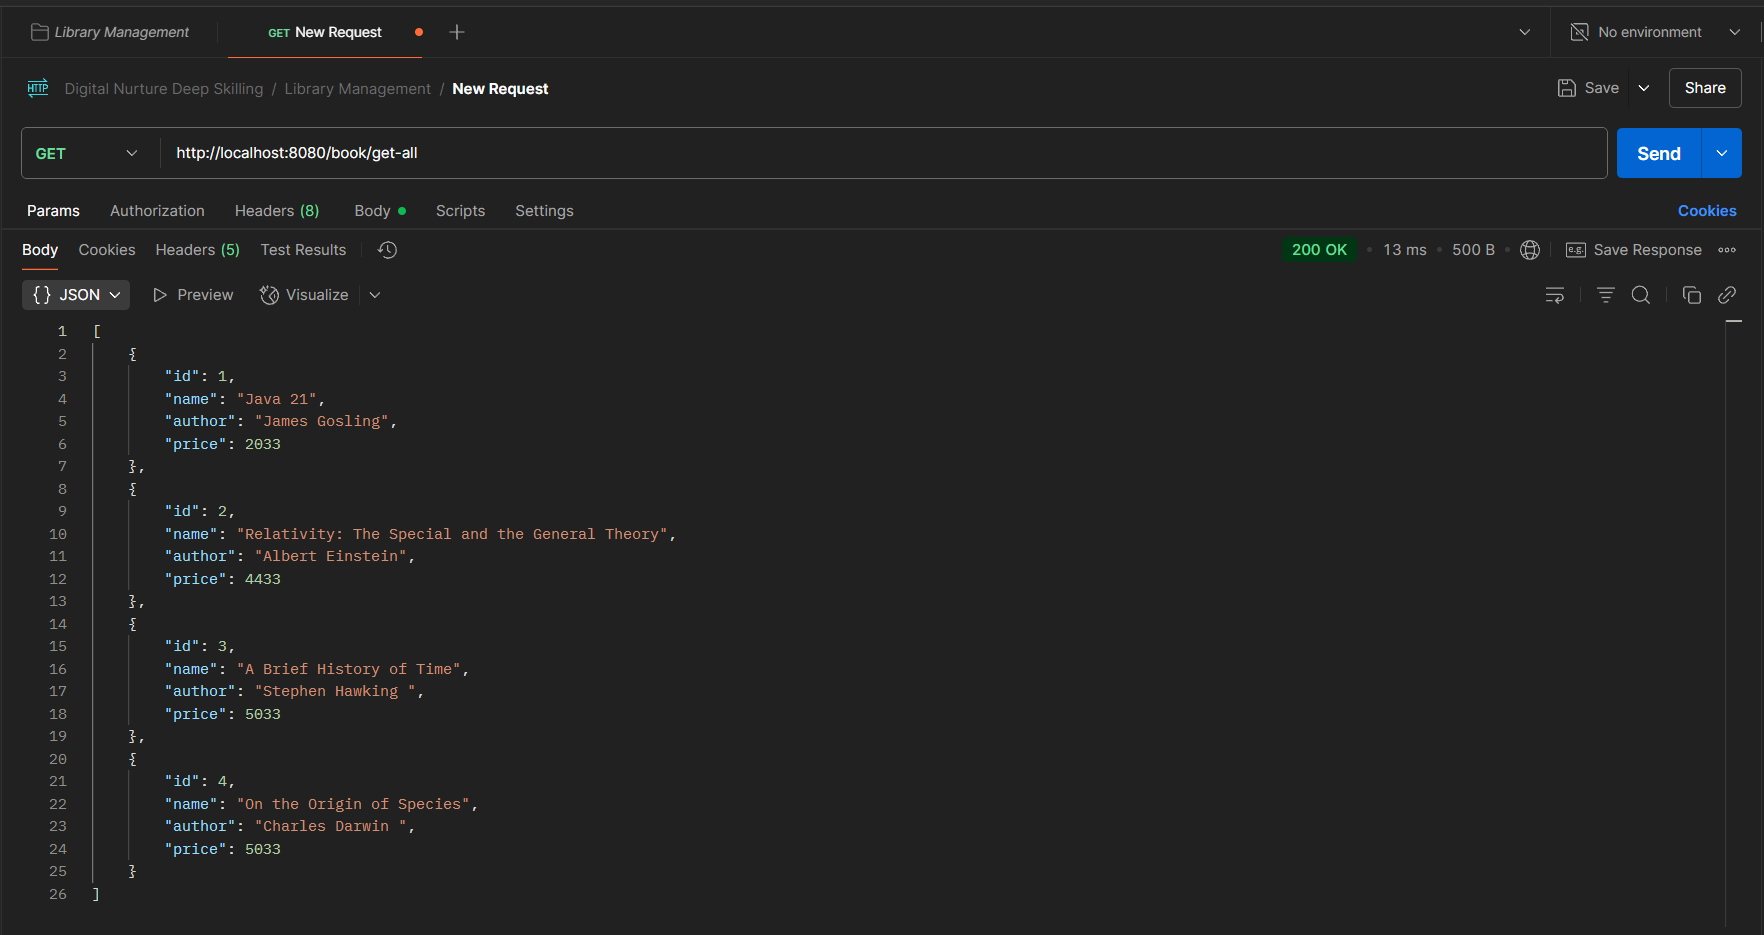 Library Management GET New Request No environment
HTTP Digital Nurture Deep Skilling / Library Management / New Request Save Share
GET http://localhost:8080/book/get-all Send
Params Authorization Headers (8) Body Scripts Settings Cookies
Body Cookies Headers (5) Test Results 200 OK • 13 ms • 500 B • e.g. Save Response
{} JSON Preview Visualize
1 [
2 {
3 "id": 1,
4 "name": "Java 21",
5 "author": "James Gosling",
6 "price": 2033
7 },
8 {
9 "id": 2,
10 "name": "Relativity: The Special and the General Theory",
11 "author": "Albert Einstein",
12 "price": 4433
13 },
14 {
15 "id": 3,
16 "name": "A Brief History of Time",
17 "author": "Stephen Hawking ",
18 "price": 5033
19 },
20 {
21 "id": 4,
22 "name": "On the Origin of Species",
23 "author": "Charles Darwin ",
24 "price": 5033
25 }
26 ]